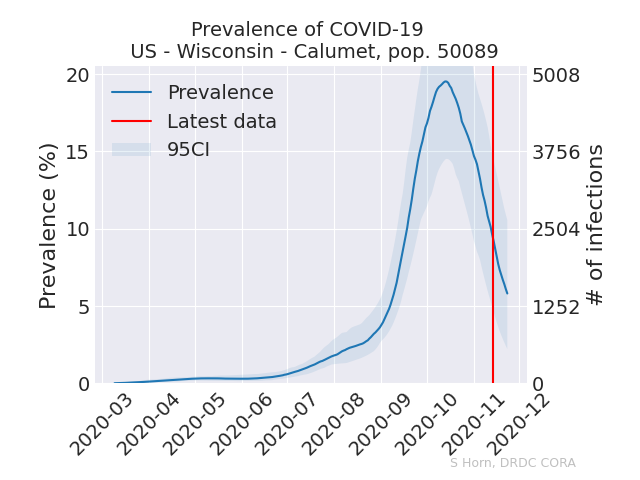 Prevalence of COVID-19
US - Wisconsin - Calumet, pop. 50089
Prevalence
Latest data
95CI
Prevalence (%)
20
15
10
5
0
5008
3756
2504
1252
0
# of infections
2020-03
2020-04
2020-05
2020-06
2020-07
2020-08
2020-09
2020-10
2020-11
2020-12
S Horn, DRDC CORA